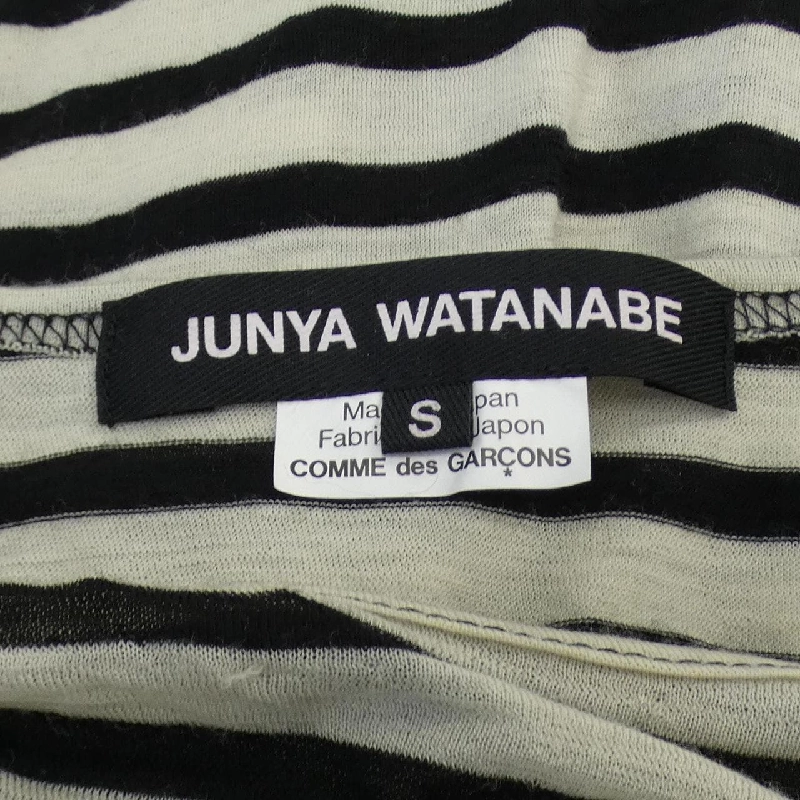 JUNYA WATANABE
S
Ma pan
Fabri Japon
COMME des GARÇONS
*